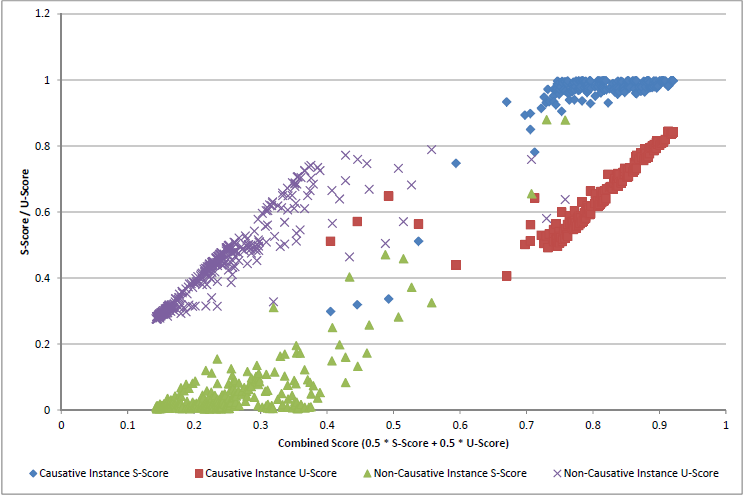 1.2
1
0.8
0.6
0.4
0.2
0
S-Score / U-Score
0 0.1 0.2 0.3 0.4 0.5 0.6 0.7 0.8 0.9 1
Combined Score (0.5 * S-Score + 0.5 * U-Score)
Causative Instance S-Score Causative Instance U-Score Non-Causative Instance S-Score Non-Causative Instance U-Score